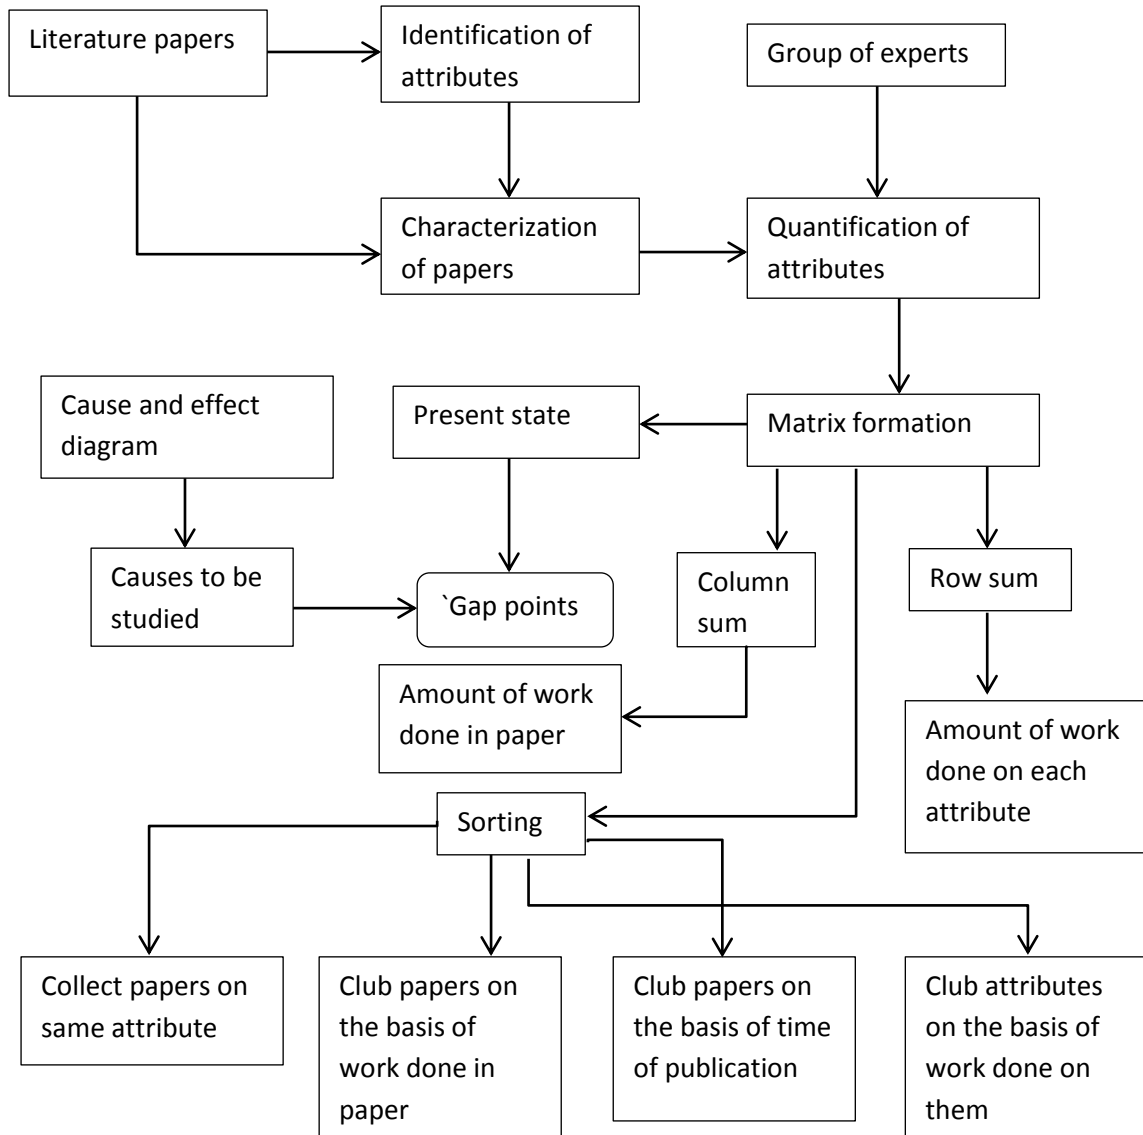 Literature papers
Identification of
attributes
Group of experts
Characterization
of papers
Quantification of
attributes
Cause and effect
diagram
Present state
Matrix formation
Causes to be
studied
`Gap points
Column
sum
Row sum
Amount of work
done in paper
Amount of work
done on each
attribute
Sorting
Collect papers on
same attribute
Club papers on
the basis of
work done in
paper
Club papers on
the basis of time
of publication
Club attributes
on the basis of
work done on
them